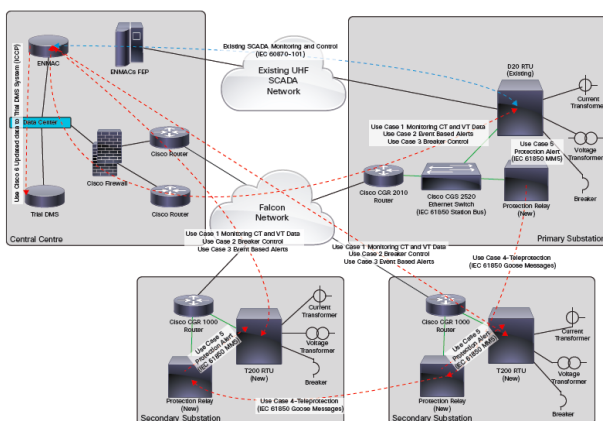 ENMAC
ENMACs FEP
Use Cisco 6 Updated data to Trial DMS System (ICCP)
Data Center
Cisco Firewall
Cisco Router
Cisco Router
Trial DMS
Central Centre
Existing SCADA Monitoring and Control
(IEC 60870-101)
Existing UHF
SCADA
Network
D20 RTU
(Existing)
Current
Transformer
Voltage
Transformer
Breaker
Use Case 1 Monitoring CT and VT Data
Use Case 2 Event Based Alerts
Use Case 3 Breaker Control
Use Case 5
Protection Alert
(IEC 61850 MMS)
Cisco CGR 2010
Router
Cisco CGS 2520
Ethernet Switch
(IEC 61850 Station Bus)
Protection Relay
(New)
Primary Substation
Falcon
Network
Use Case 1 Monitoring CT and VT Data
Use Case 2 Breaker Control
Use Case 3 Event Based Alerts
Use Case 1 Monitoring CT and VT Data
Use Case 2 Breaker Control
Use Case 3 Event Based Alerts
Use Case 4-Teleprotection
(IEC 61850 Goose Messages)
Cisco CGR 1000
Router
Use Case 5
Protection Alert
(IEC 61850 MMS)
T200 RTU
(New)
Current
Transformer
Voltage
Transformer
Breaker
Protection Relay
(New)
Secondary Substation
Use Case 4-Teleprotection
(IEC 61850 Goose Messages)
Cisco CGR 1000
Router
Use Case 5
Protection Alert
(IEC 61850 MMS)
T200 RTU
(New)
Current
Transformer
Voltage
Transformer
Breaker
Protection Relay
(New)
Secondary Substation